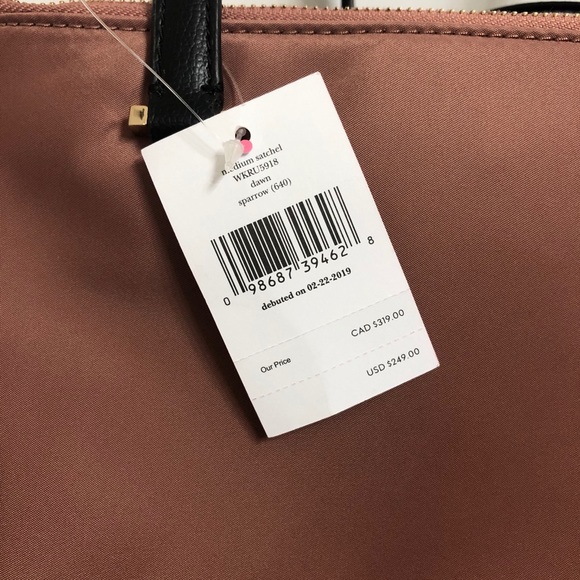 medium satchel
WKRU5918
dawn
sparrow (640)
0 98687 39462 8
debuted on 02-22-2019
CAD $319.00
Our Price
USD $249.00